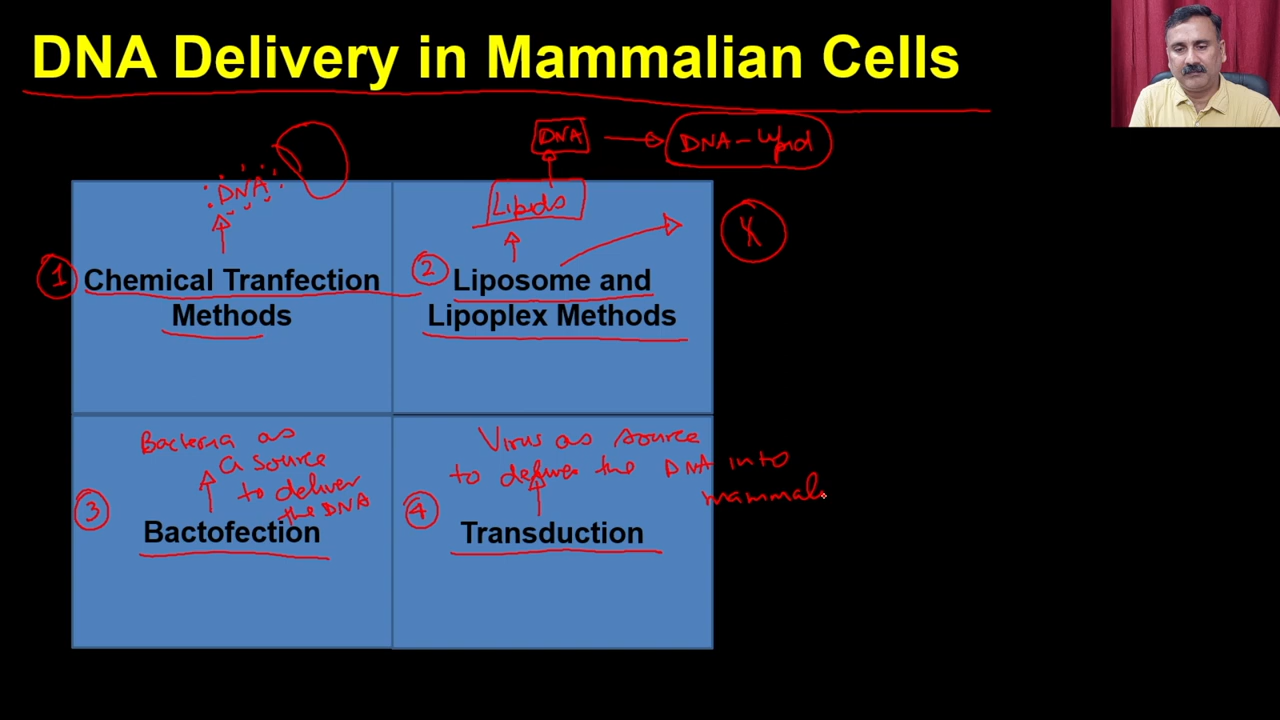 DNA Delivery in Mammalian Cells
DNA
DNA
DNA - Lipid
Lipids
X
1
Chemical Tranfection
Methods
2
Liposome and
Lipoplex Methods
Bacteria as
a source
to deliver
the DNA
3
Bactofection
Virus as source
to deliver the DNA into
mammal
4
Transduction